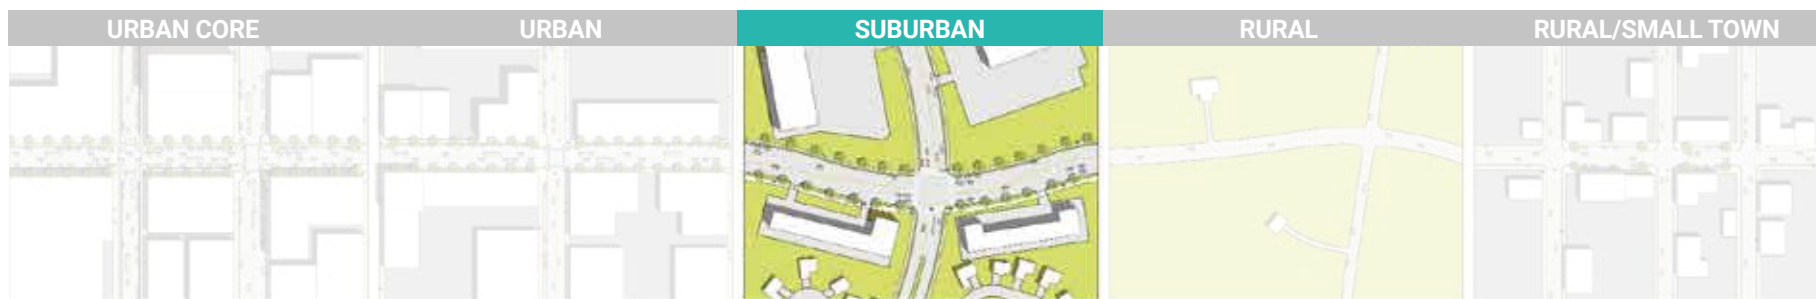 URBAN CORE
URBAN
SUBURBAN
RURAL
RURAL/SMALL TOWN